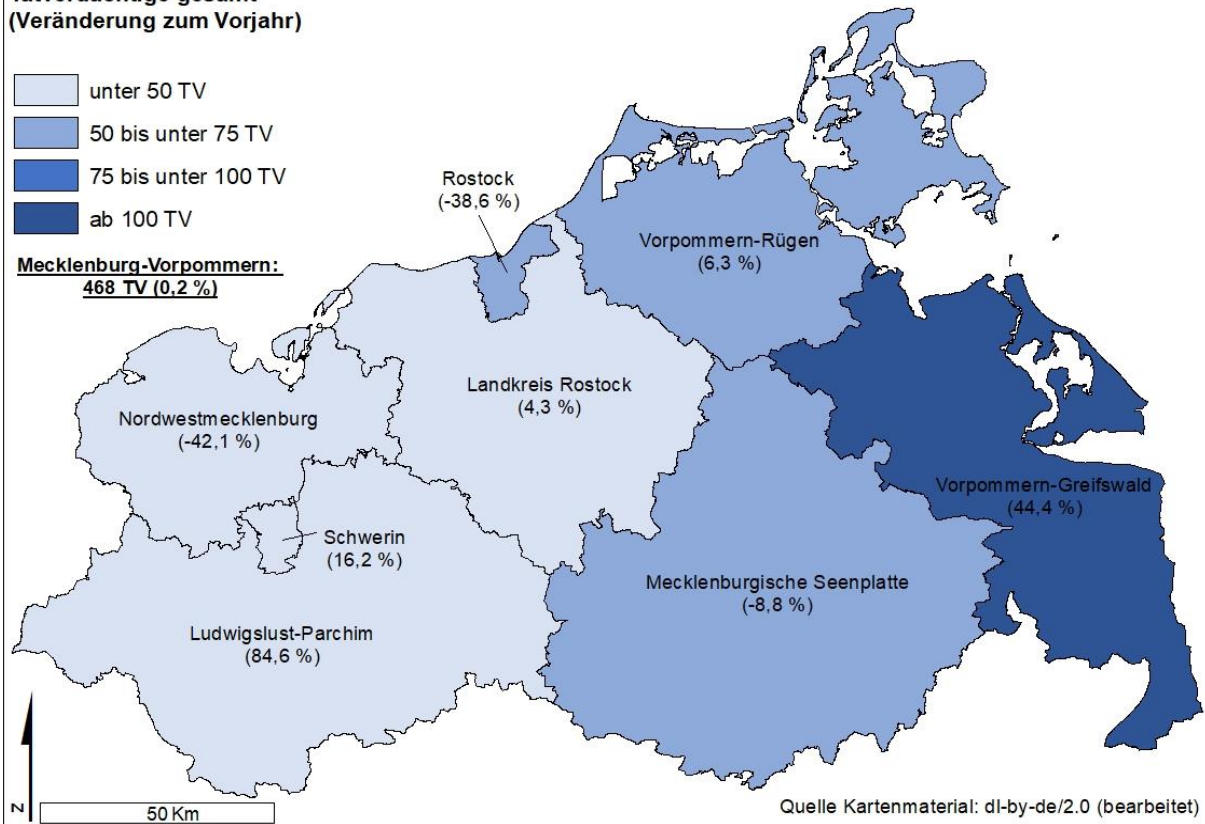 (Veränderung zum Vorjahr)
unter 50 TV
50 bis unter 75 TV
75 bis unter 100 TV
ab 100 TV
Mecklenburg-Vorpommern:
468 TV (0,2 %)
Rostock
(-38,6 %)
Vorpommern-Rügen
(6,3 %)
Landkreis Rostock
(4,3 %)
Nordwestmecklenburg
(-42,1 %)
Vorpommern-Greifswald
(44,4 %)
Schwerin
(16,2 %)
Mecklenburgische Seenplatte
(-8,8 %)
Ludwigslust-Parchim
(84,6 %)
N
50 Km
Quelle Kartenmaterial: dl-by-de/2.0 (bearbeitet)